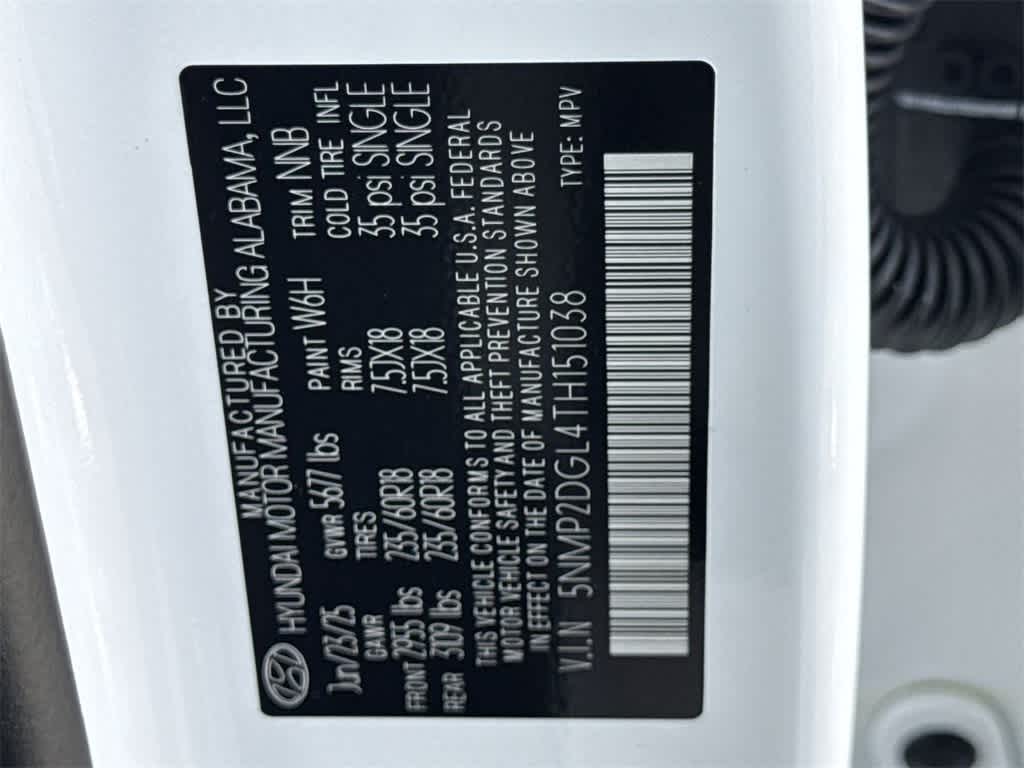 MANUFACTURED BY
HYUNDAI MOTOR MANUFACTURING ALABAMA, LLC
Jun/23/25 GVWR 5677 lbs PAINT W6H TRIM NNB
GAWR TIRES RIMS COLD TIRE INFL
FRONT 2955 lbs 235/60R18 7.5JX18 35 psi SINGLE
REAR 3109 lbs 235/60R18 7.5JX18 35 psi SINGLE
THIS VEHICLE CONFORMS TO ALL APPLICABLE U.S.A. FEDERAL
MOTOR VEHICLE SAFETY AND THEFT PREVENTION STANDARDS
IN EFFECT ON THE DATE OF MANUFACTURE SHOWN ABOVE
V.I.N 5NMP2DGL4TH151038 TYPE: MPV